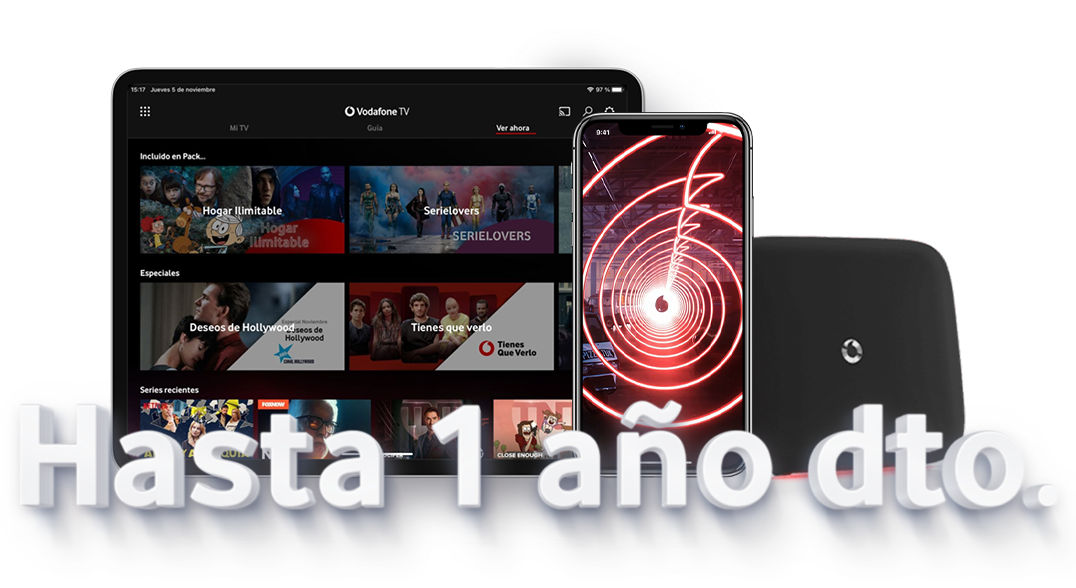 15:17 Jueves 5 de noviembre
97 %
Vodafone TV
Mi TV
Guía
Ver ahora
Incluido en Pack...
Hogar Ilimitable
Hogar
Ilimitable
Serielovers
SERIELOVERS
Especiales
Deseos de Hollywood
Especial Noviembre
Deseos de
Hollywood
CANAL HOLLYWOOD
Tienes que verlo
Tienes
Que Verlo
Series recientes
FOXNOW
CLOSE ENOUGH
9:41
Hasta 1 año dto.